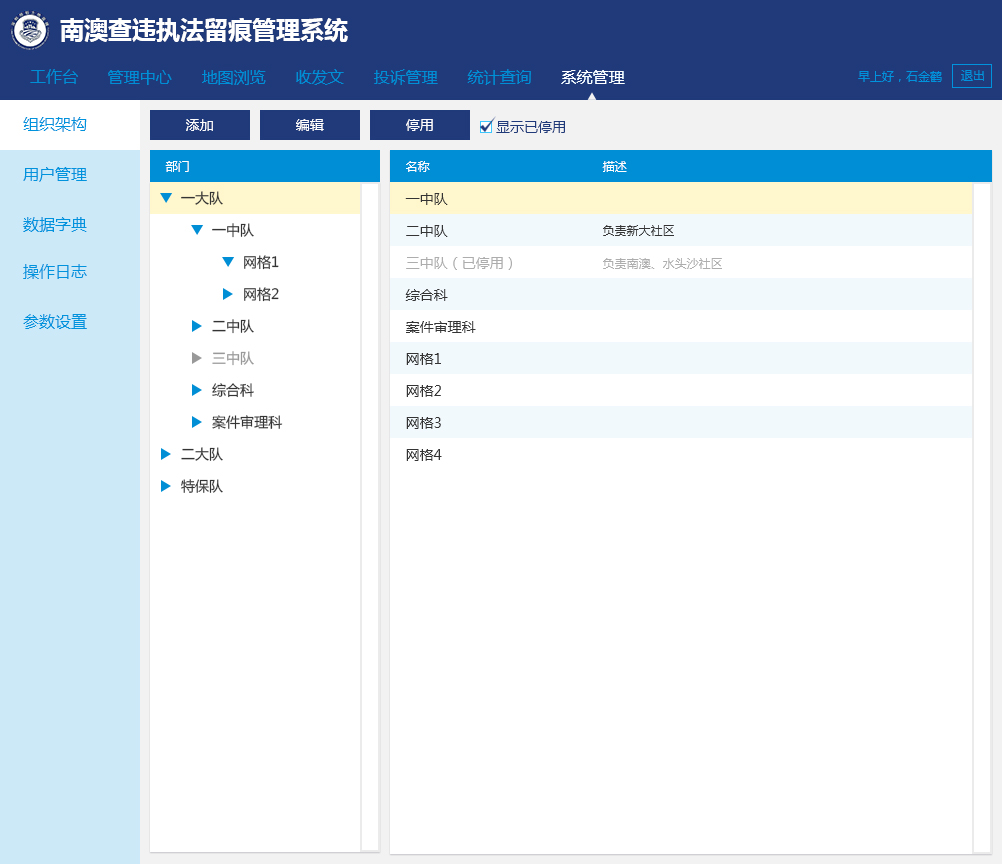 南澳查违执法留痕管理系统
工作台 管理中心 地图浏览 收发文 投诉管理 统计查询 系统管理 早上好，石金鹤 退出
组织架构
用户管理
数据字典
操作日志
参数设置
添加 编辑 停用 显示已停用
部门
一大队
一中队
网格1
网格2
二中队
三中队
综合科
案件审理科
二大队
特保队
名称 描述
一中队
二中队 负责新大社区
三中队（已停用） 负责南澳、水头沙社区
综合科
案件审理科
网格1
网格2
网格3
网格4